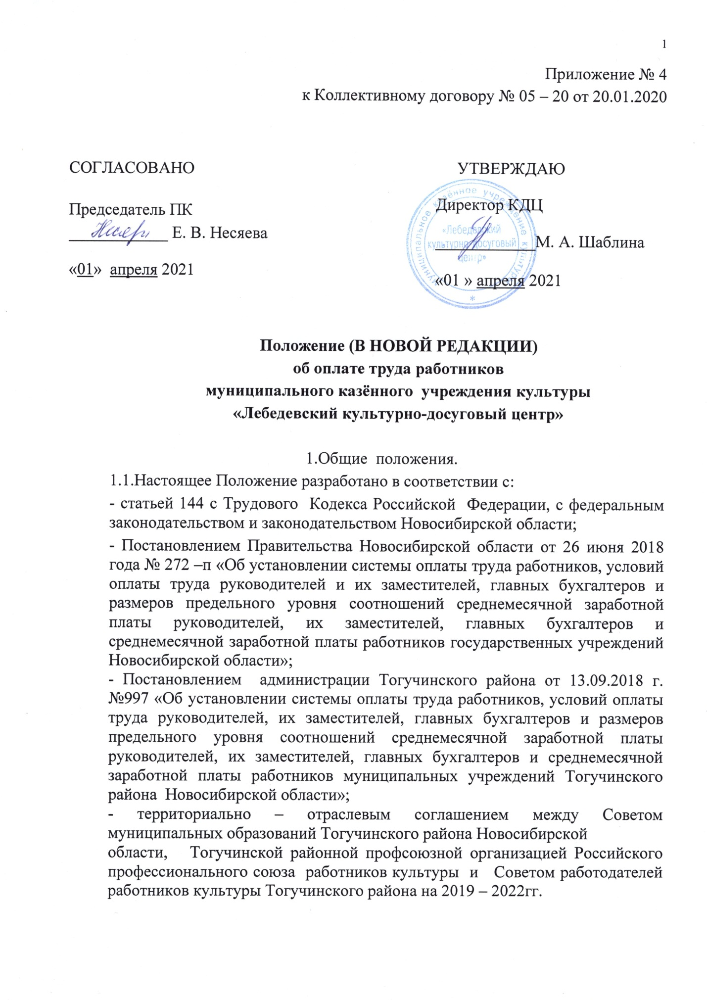 1
Приложение № 4
к Коллективному договору № 05 – 20 от 20.01.2020
СОГЛАСОВАНО
УТВЕРЖДАЮ
Председатель ПК
Директор КДЦ
Е. В. Несяева
М. А. Шаблина
«01» апреля 2021
«01 » апреля 2021
Муниципальное казённое учреждение культуры
«Лебедевский
культурно-досуговый
центр»
*
Положение (В НОВОЙ РЕДАКЦИИ)
об оплате труда работников
муниципального казённого учреждения культуры
«Лебедевский культурно-досуговый центр»
1.Общие положения.
1.1.Настоящее Положение разработано в соответствии с:
- статьей 144 с Трудового Кодекса Российской Федерации, с федеральным
законодательством и законодательством Новосибирской области;
- Постановлением Правительства Новосибирской области от 26 июня 2018
года № 272 –п «Об установлении системы оплаты труда работников, условий
оплаты труда руководителей и их заместителей, главных бухгалтеров и
размеров предельного уровня соотношений среднемесячной заработной
платы руководителей, их заместителей, главных бухгалтеров и
среднемесячной заработной платы работников государственных учреждений
Новосибирской области»;
- Постановлением администрации Тогучинского района от 13.09.2018 г.
№997 «Об установлении системы оплаты труда работников, условий оплаты
труда руководителей, их заместителей, главных бухгалтеров и размеров
предельного уровня соотношений среднемесячной заработной платы
руководителей, их заместителей, главных бухгалтеров и среднемесячной
заработной платы работников муниципальных учреждений Тогучинского
района Новосибирской области»;
- территориально – отраслевым соглашением между Советом
муниципальных образований Тогучинского района Новосибирской
области, Тогучинской районной профсоюзной организацией Российского
профессионального союза работников культуры и Советом работодателей
работников культуры Тогучинского района на 2019 – 2022гг.